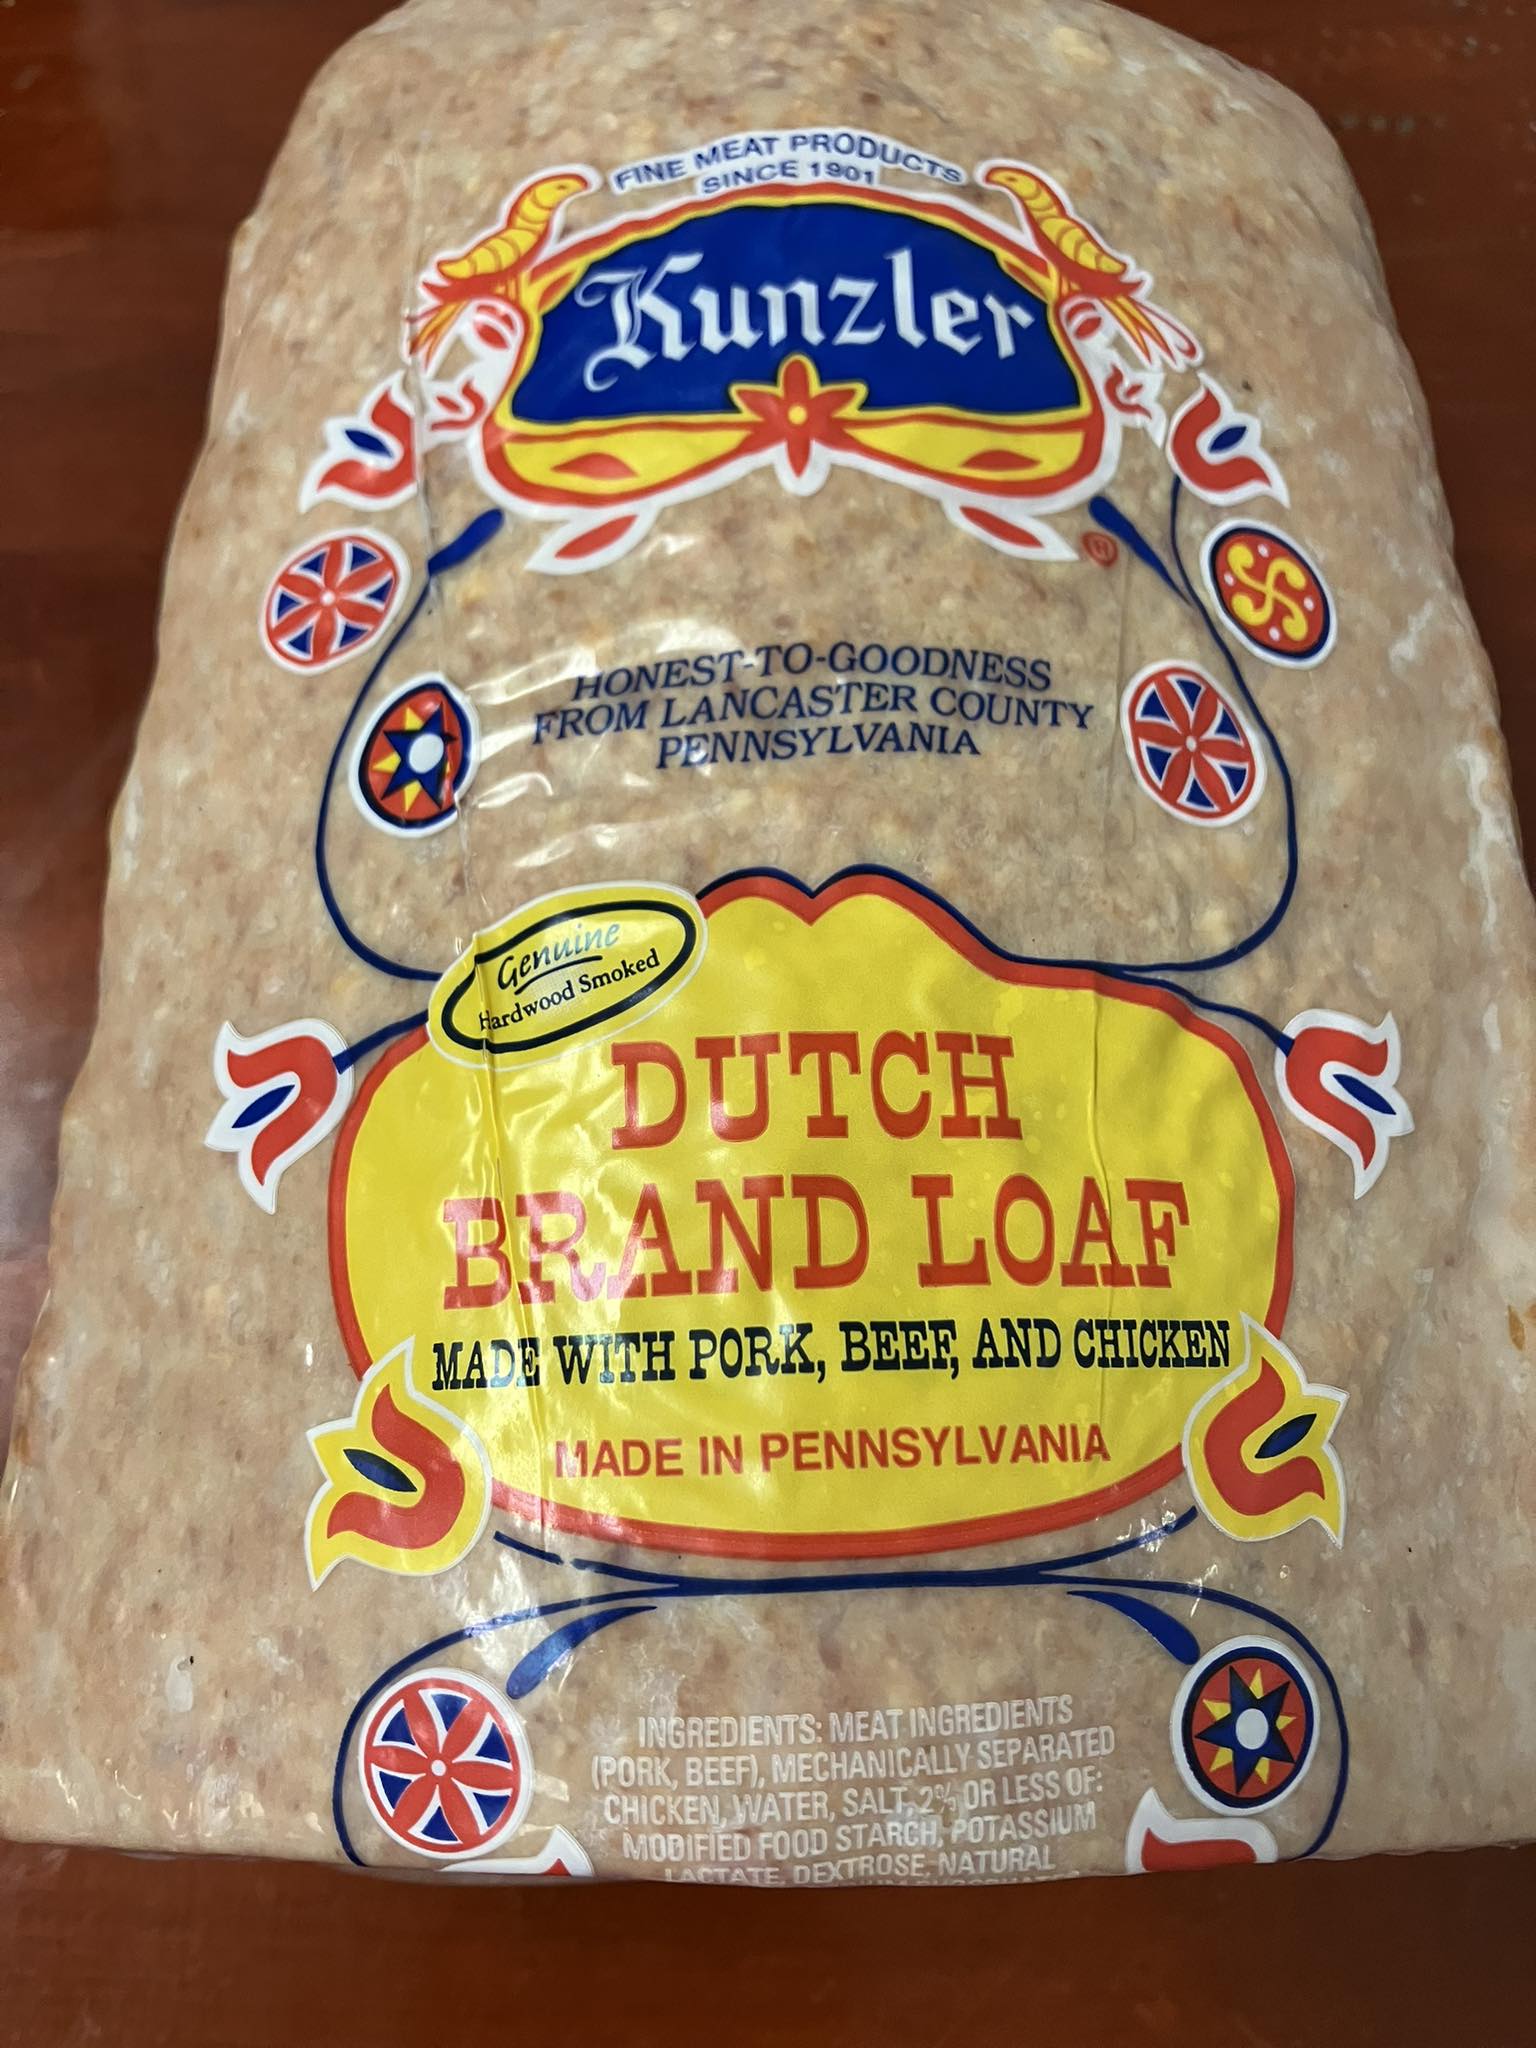 FINE MEAT PRODUCTS
SINCE 1901
Kunzler
®
HONEST-TO-GOODNESS
FROM LANCASTER COUNTY
PENNSYLVANIA
Genuine
Hardwood Smoked
DUTCH
BRAND LOAF
MADE WITH PORK, BEEF, AND CHICKEN
MADE IN PENNSYLVANIA
INGREDIENTS: MEAT INGREDIENTS
(PORK, BEEF), MECHANICALLY SEPARATED
CHICKEN, WATER, SALT, 2% OR LESS OF:
MODIFIED FOOD STARCH, POTASSIUM
LACTATE, DEXTROSE, NATURAL